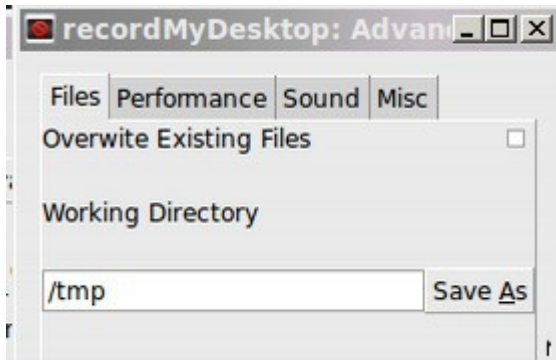 recordMyDesktop: Advan
Files Performance Sound Misc
Overwite Existing Files
Working Directory
/tmp Save As